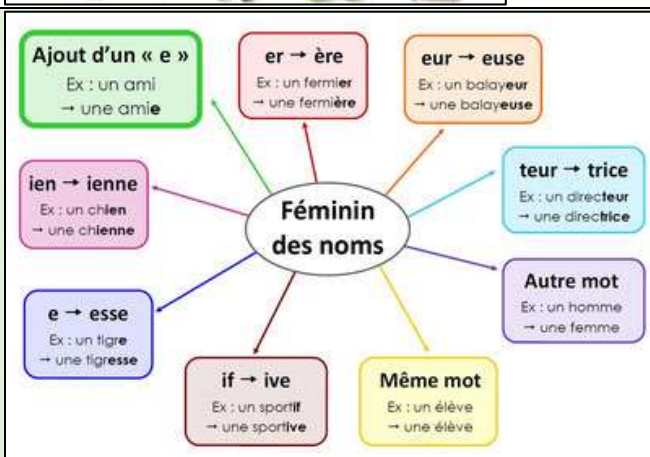 Ajout d'un « e »
Ex : un ami
→ une amie
er → ère
Ex : un fermier
→ une fermière
eur → euse
Ex : un balayeur
→ une balayeuse
ien → ienne
Ex : un chien
→ une chienne
Féminin
des noms
teur → trice
Ex : un directeur
→ une directrice
e → esse
Ex : un tigre
→ une tigresse
Autre mot
Ex : un homme
→ une femme
if → ive
Ex : un sportif
→ une sportive
Même mot
Ex : un élève
→ une élève